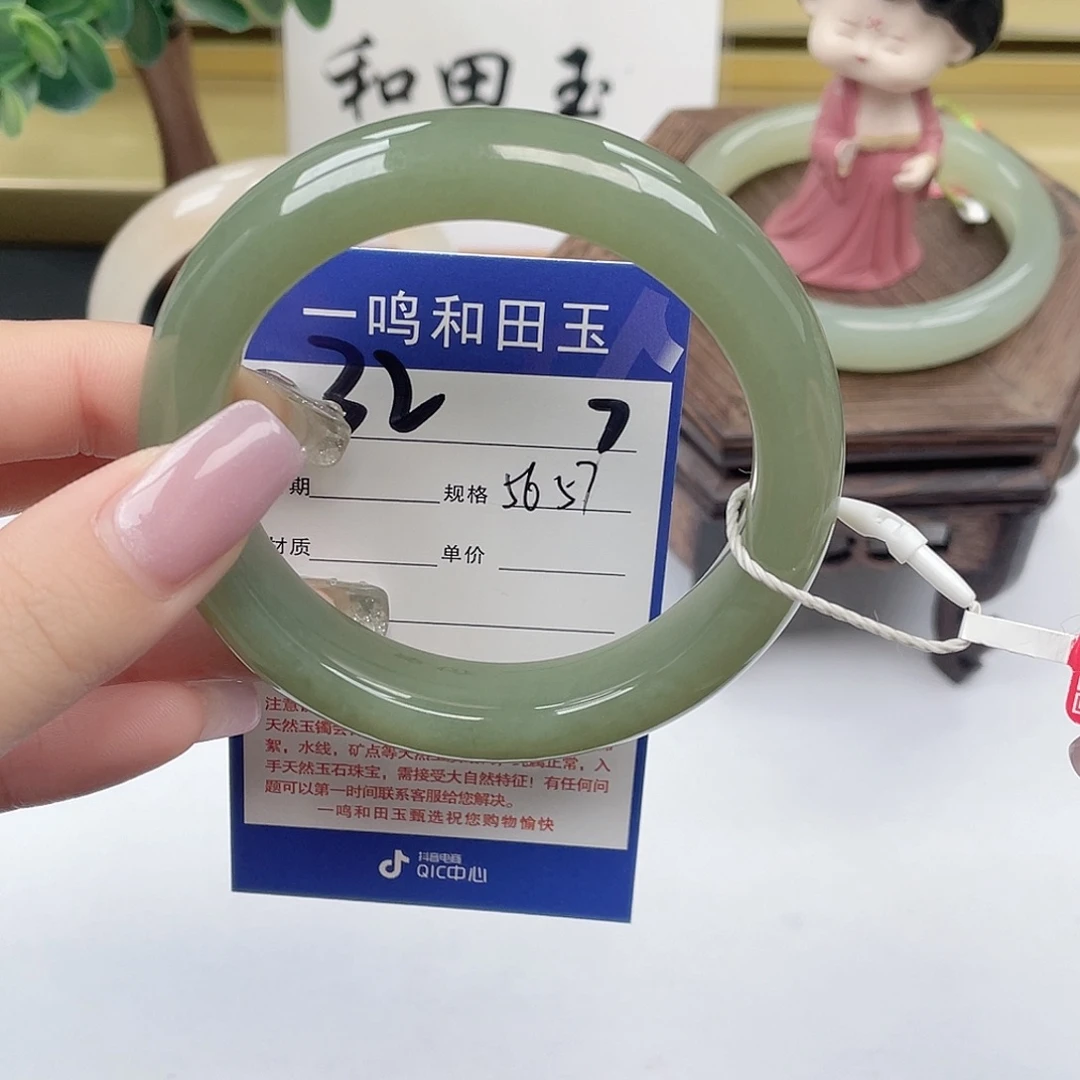 和田玉
一鸣和田玉
32 7
期 规格 56 57
材质 单价
注意
天然玉镯会
絮，水线，矿点等天然
正常，入
手天然玉石珠宝，需接受大自然特征！有任何问
题可以第一时间联系客服给您解决。
一鸣和田玉甄选祝您购物愉快
抖音电商
QIC中心